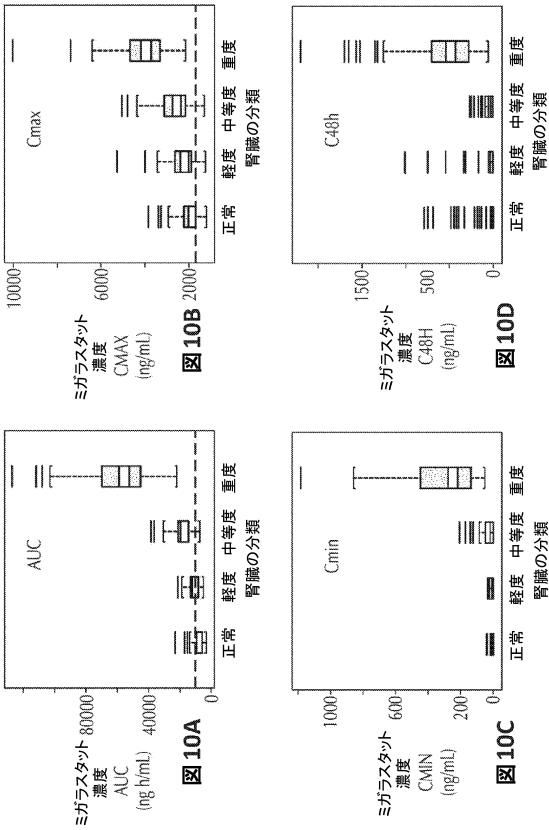 ミガラスタット
濃度
AUC
(ng h/mL)
80000
40000
0
AUC
正常
軽度
中等度
重度
腎臓の分類
図 10A
ミガラスタット
濃度
CMAX
(ng/mL)
10000
6000
2000
Cmax
正常
軽度
中等度
重度
腎臓の分類
図 10B
ミガラスタット
濃度
CMIN
(ng/mL)
1000
600
200
0
Cmin
正常
軽度
中等度
重度
腎臓の分類
図 10C
ミガラスタット
濃度
C48H
(ng/mL)
1500
500
0
C48h
正常
軽度
中等度
重度
腎臓の分類
図 10D